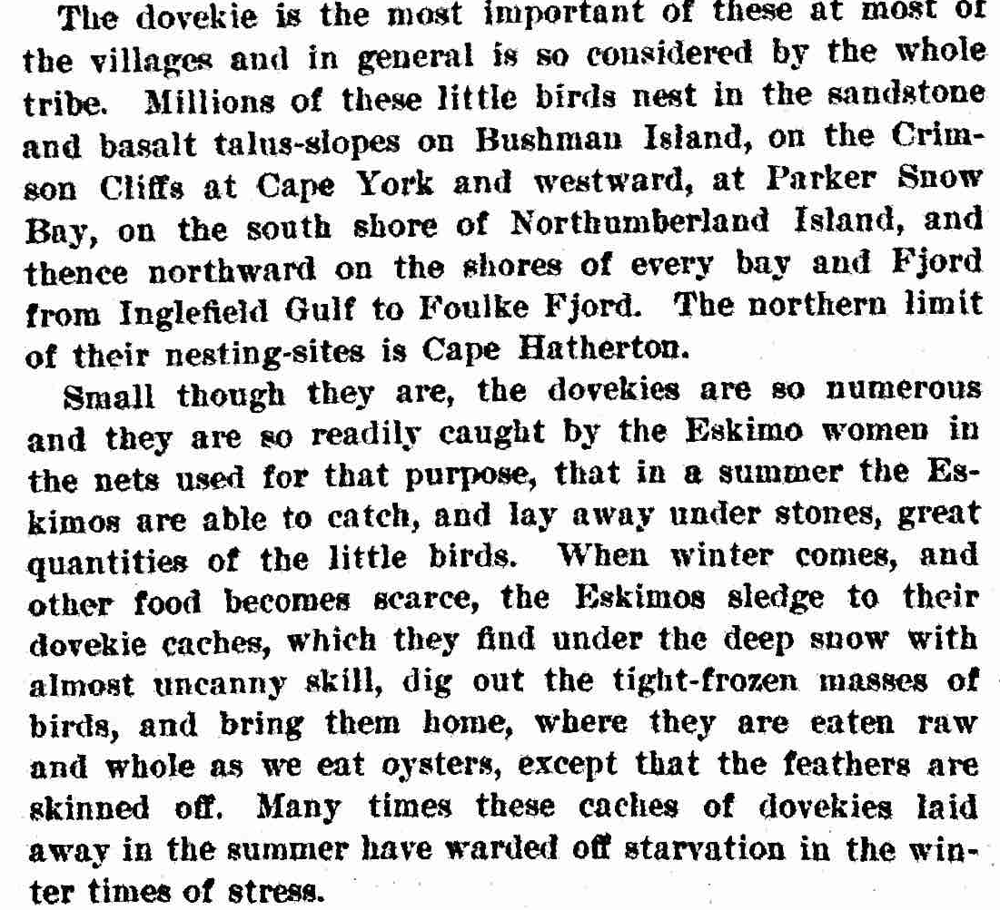 The dovekie is the most important of these at most of
the villages and in general is so considered by the whole
tribe. Millions of these little birds nest in the sandstone
and basalt talus-slopes on Bushman Island, on the Crim-
son Cliffs at Cape York and westward, at Parker Snow
Bay, on the south shore of Northumberland Island, and
thence northward on the shores of every bay and Fjord
from Inglefield Gulf to Foulke Fjord. The northern limit
of their nesting-sites is Cape Hatherton.
Small though they are, the dovekies are so numerous
and they are so readily caught by the Eskimo women in
the nets used for that purpose, that in a summer the Es-
kimos are able to catch, and lay away under stones, great
quantities of the little birds. When winter comes, and
other food becomes scarce, the Eskimos sledge to their
dovekie caches, which they find under the deep snow with
almost uncanny skill, dig out the tight-frozen masses of
birds, and bring them home, where they are eaten raw
and whole as we eat oysters, except that the feathers are
skinned off. Many times these caches of dovekies laid
away in the summer have warded off starvation in the win-
ter times of stress.